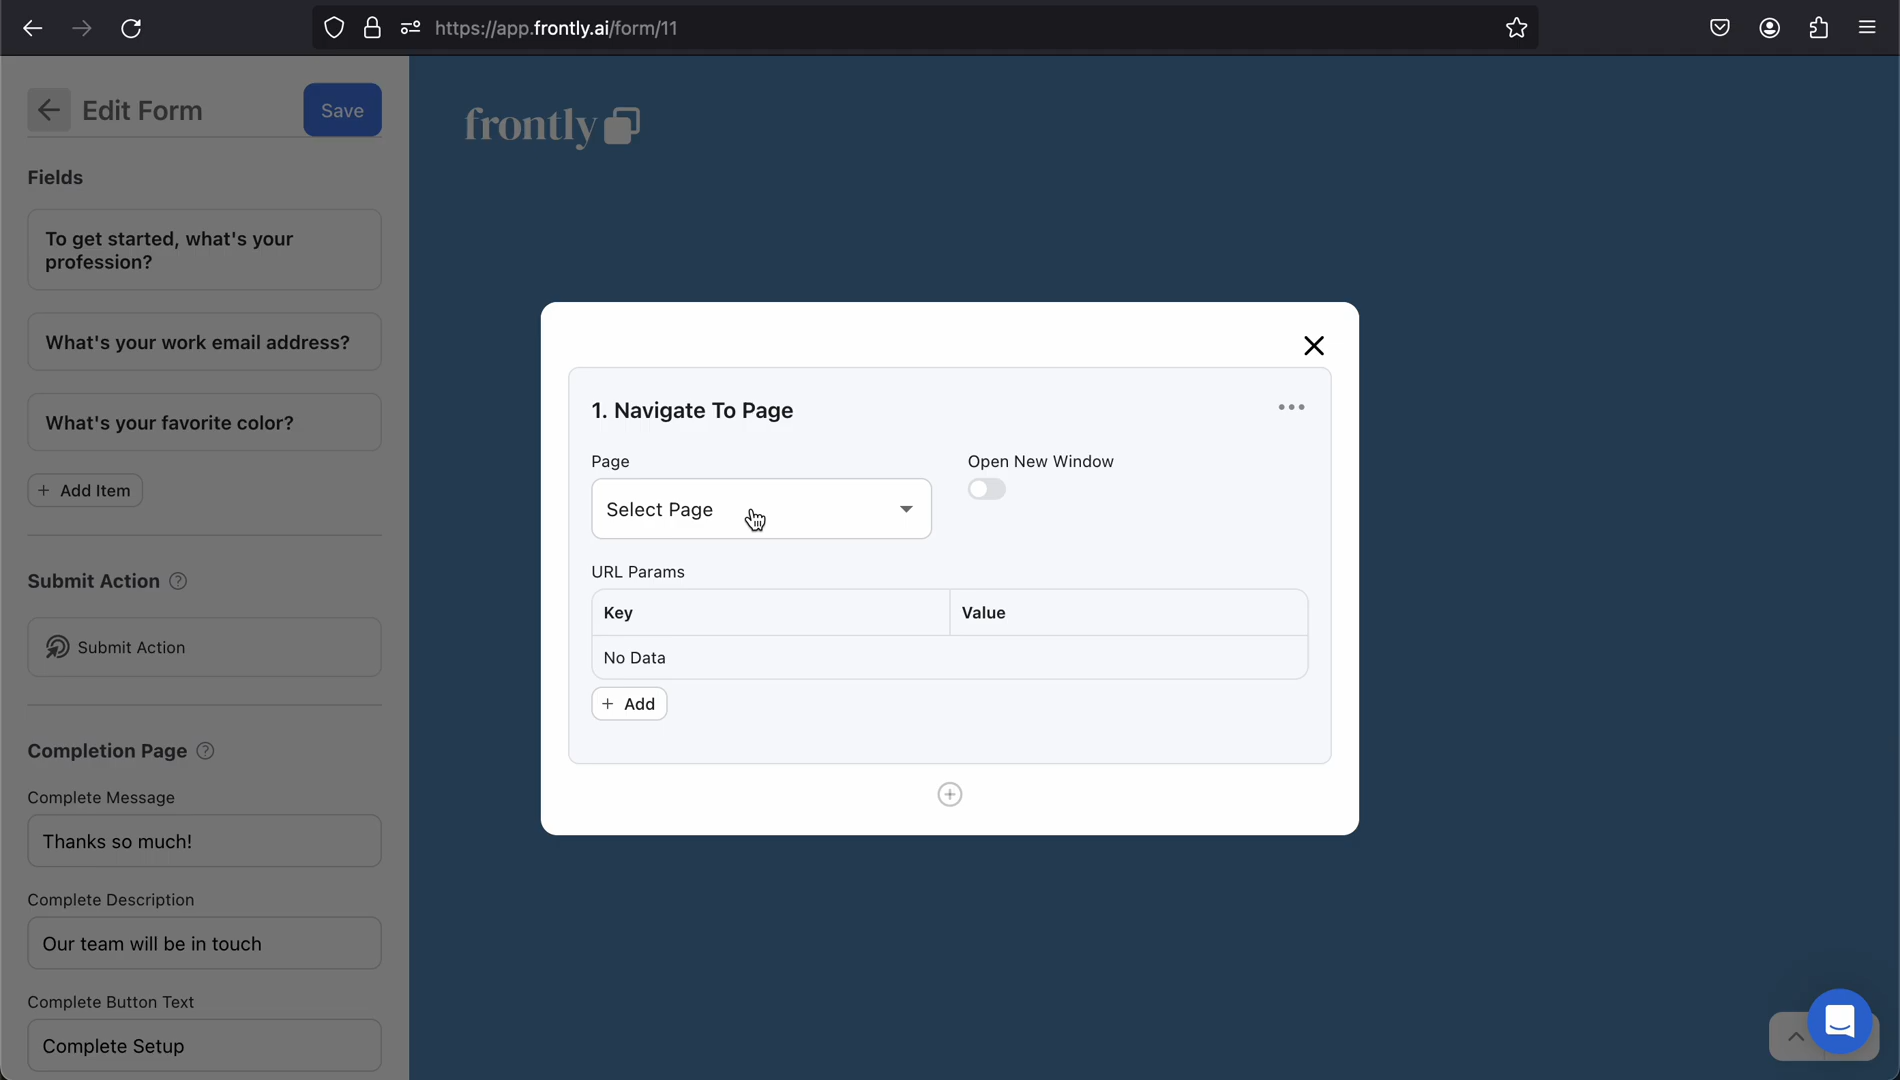 https://app.frontly.ai/form/11
Edit Form
Save
Fields
To get started, what's your
profession?
What's your work email address?
What's your favorite color?
+ Add Item
Submit Action ?
Submit Action
Completion Page ?
Complete Message
Thanks so much!
Complete Description
Our team will be in touch
Complete Button Text
Complete Setup
frontly
1. Navigate To Page
Page
Open New Window
Select Page
URL Params
Key Value
No Data
+ Add